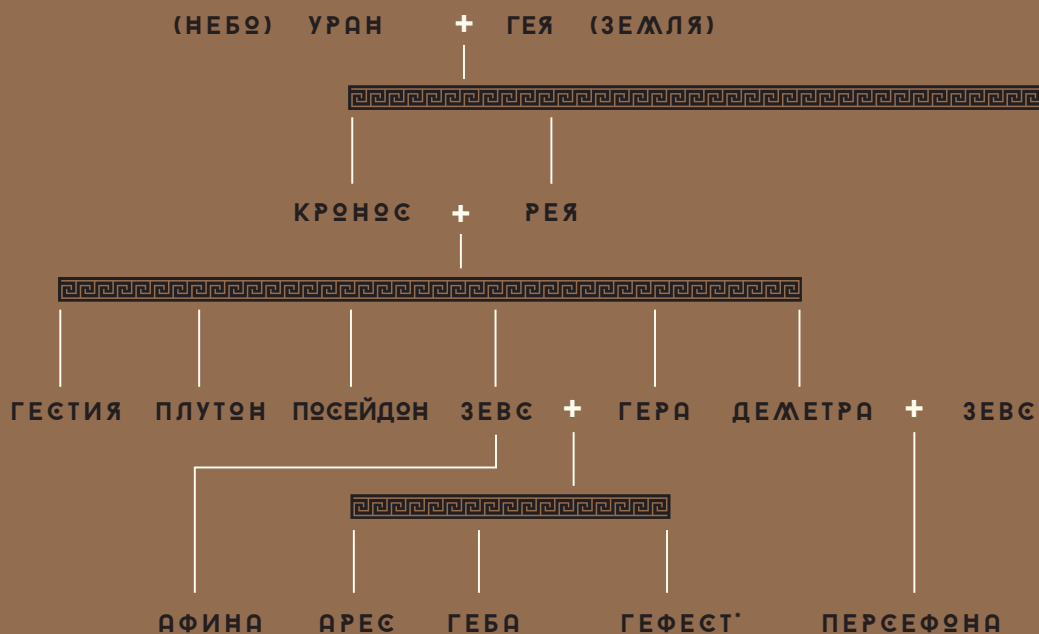 (НЕБО) УРАН + ГЕЯ (ЗЕМЛЯ)
КРОНОС + РЕЯ
ГЕСТИЯ ПЛУТОН ПОСЕЙДОН ЗЕВС + ГЕРА ДЕМЕТРА + ЗЕВС
АФИНА АРЕС ГЕБА ГЕФЕСТ* ПЕРСЕФОНА